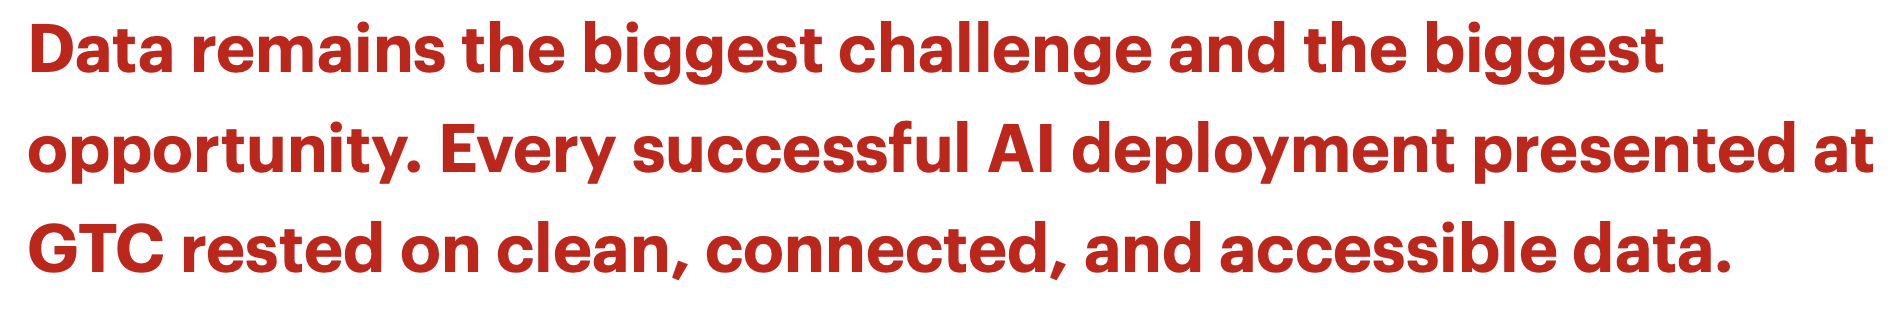 Data remains the biggest challenge and the biggest
opportunity. Every successful AI deployment presented at
GTC rested on clean, connected, and accessible data.